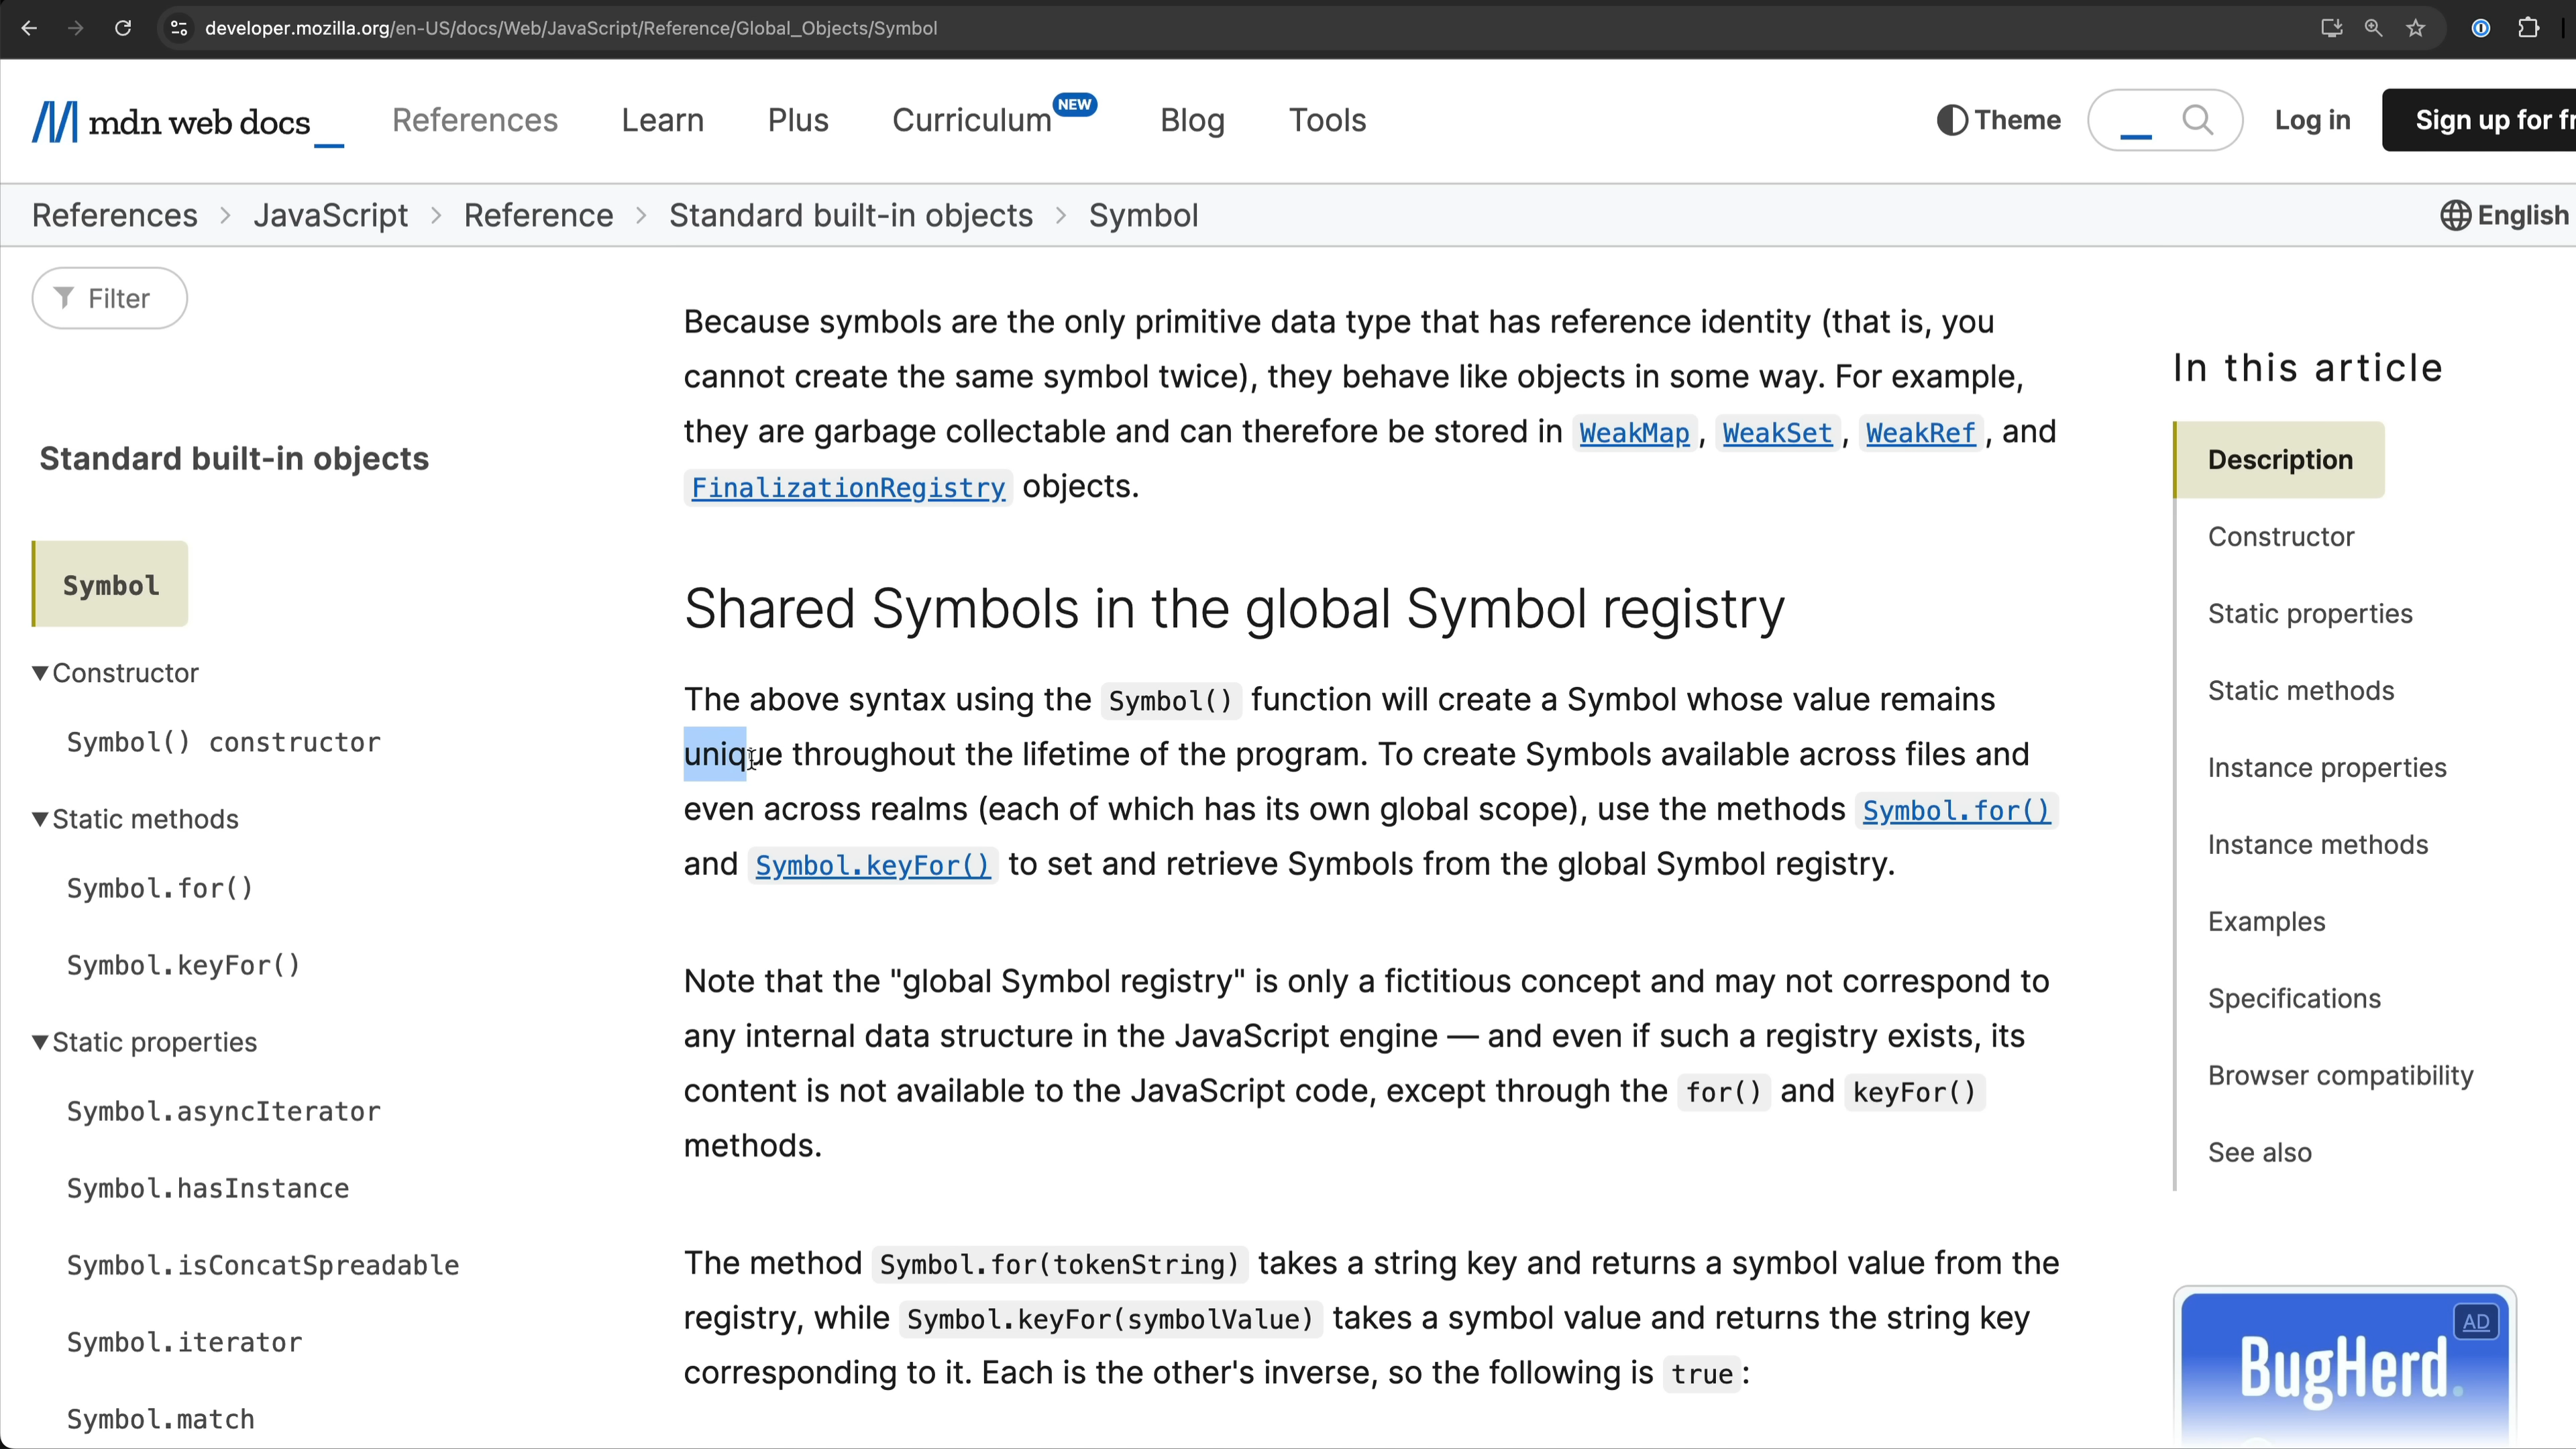 developer.mozilla.org/en-US/docs/Web/JavaScript/Reference/Global_Objects/Symbol
mdn web docs_
References Learn Plus Curriculum NEW Blog Tools
Theme Log in Sign up for fr
References > JavaScript > Reference > Standard built-in objects > Symbol
English
Filter
Standard built-in objects
Symbol
▼Constructor
Symbol() constructor
▼Static methods
Symbol.for()
Symbol.keyFor()
▼Static properties
Symbol.asyncIterator
Symbol.hasInstance
Symbol.isConcatSpreadable
Symbol.iterator
Symbol.match
Because symbols are the only primitive data type that has reference identity (that is, you
cannot create the same symbol twice), they behave like objects in some way. For example,
they are garbage collectable and can therefore be stored in WeakMap, WeakSet, WeakRef, and
FinalizationRegistry objects.
Shared Symbols in the global Symbol registry
The above syntax using the Symbol() function will create a Symbol whose value remains
unique throughout the lifetime of the program. To create Symbols available across files and
even across realms (each of which has its own global scope), use the methods Symbol.for()
and Symbol.keyFor() to set and retrieve Symbols from the global Symbol registry.
Note that the "global Symbol registry" is only a fictitious concept and may not correspond to
any internal data structure in the JavaScript engine — and even if such a registry exists, its
content is not available to the JavaScript code, except through the for() and keyFor()
methods.
The method Symbol.for(tokenString) takes a string key and returns a symbol value from the
registry, while Symbol.keyFor(symbolValue) takes a symbol value and returns the string key
corresponding to it. Each is the other's inverse, so the following is true:
In this article
Description
Constructor
Static properties
Static methods
Instance properties
Instance methods
Examples
Specifications
Browser compatibility
See also
AD
BugHerd.